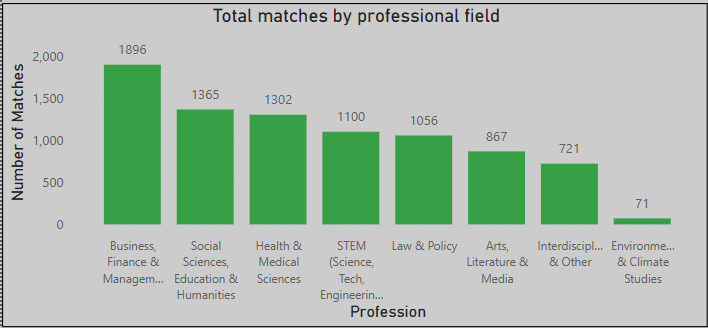 Total matches by professional field
Number of Matches
2,000
1,500
1,000
500
0
1896
1365
1302
1100
1056
867
721
71
Business,
Finance &
Managem...
Social
Sciences,
Education &
Humanities
Health &
Medical
Sciences
STEM
(Science,
Tech,
Engineerin...
Law & Policy
Arts,
Literature &
Media
Interdiscipl...
& Other
Environme...
& Climate
Studies
Profession